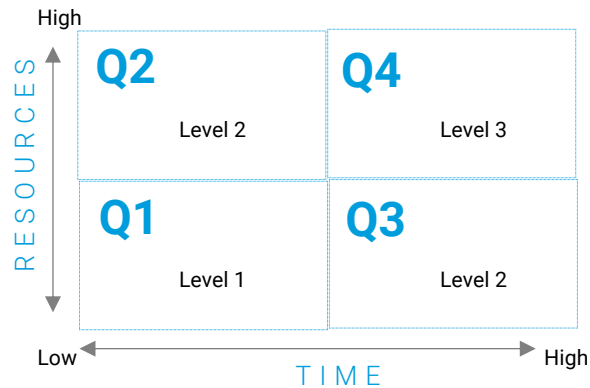 High
RESOURCES
Q2
Level 2
Q4
Level 3
Q1
Level 1
Q3
Level 2
Low
High
TIME